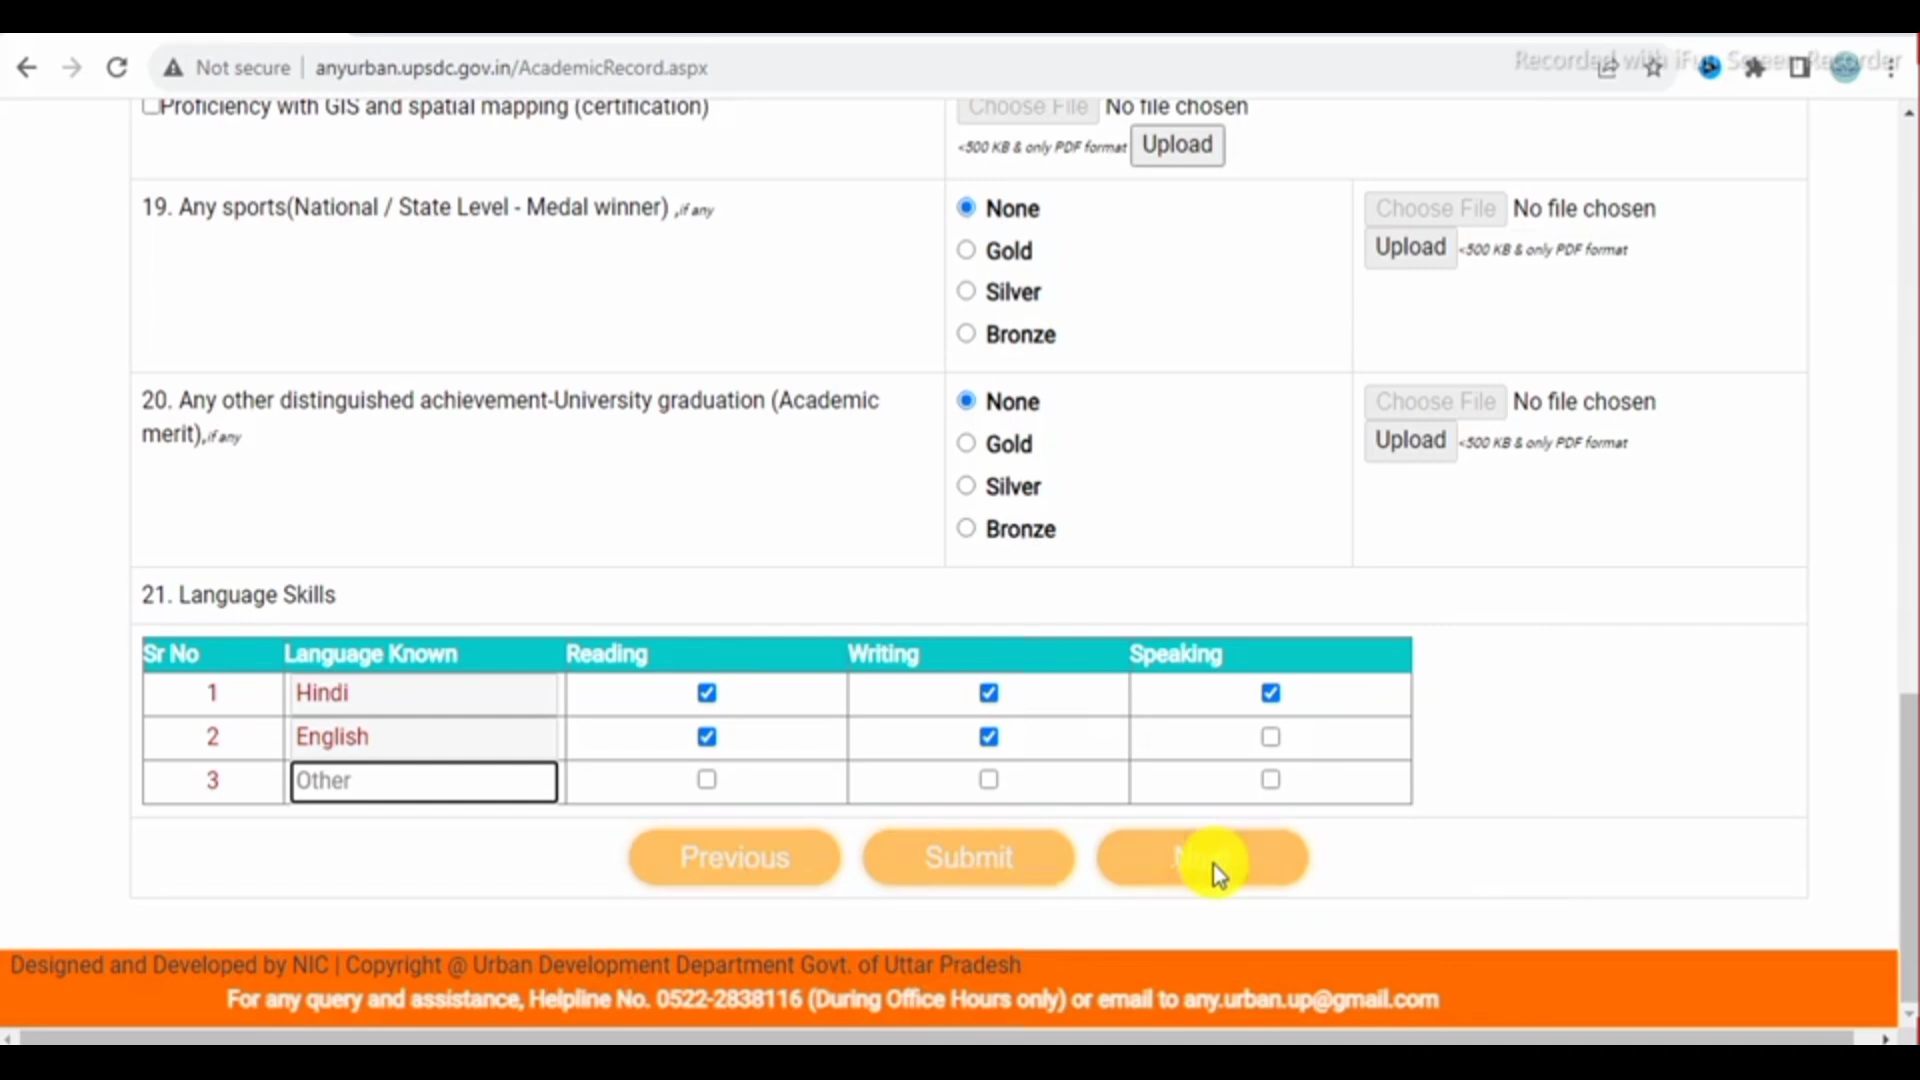 Not secure | anyurban.upsdc.gov.in/AcademicRecord.aspx
Recorded with iFun Screen Recorder
Proficiency with GIS and spatial mapping (certification)
Choose File No file chosen
<500 KB & only PDF format Upload
19. Any sports(National / State Level - Medal winner) ,if any
None
Gold
Silver
Bronze
Choose File No file chosen
Upload <500 KB & only PDF format
20. Any other distinguished achievement-University graduation (Academic
merit),if any
None
Gold
Silver
Bronze
Choose File No file chosen
Upload <500 KB & only PDF format
21. Language Skills
Sr No Language Known Reading Writing Speaking
1 Hindi
2 English
3 Other
Previous Submit
Designed and Developed by NIC | Copyright @ Urban Development Department Govt. of Uttar Pradesh
For any query and assistance, Helpline No. 0522-2838116 (During Office Hours only) or email to any.urban.up@gmail.com